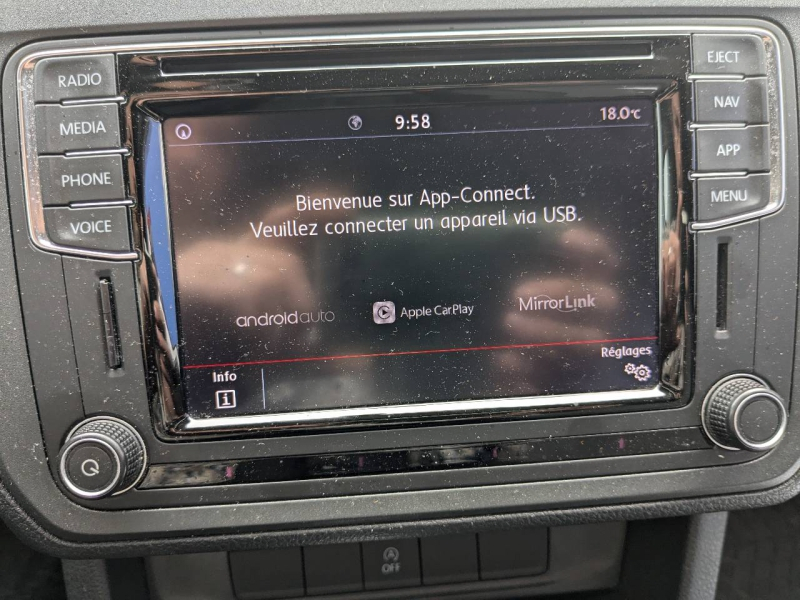 RADIO
MEDIA
PHONE
VOICE
EJECT
NAV
APP
MENU
9:58
18.0°C
Bienvenue sur App-Connect.
Veuillez connecter un appareil via USB.
androidauto
Apple CarPlay
MirrorLink
Info
i
Réglages
A
OFF